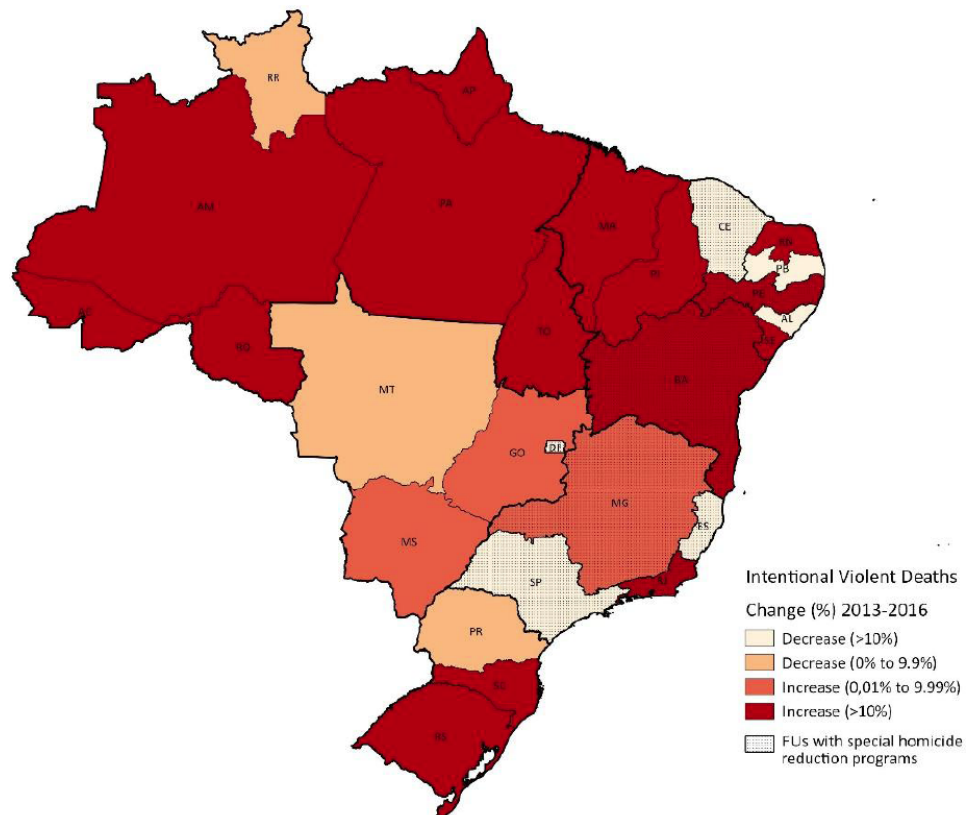 RR
AP
AM
PA
MA
CE
RN
PI
PB
PE
AC
AL
TO
SE
RO
BA
MT
GO
DF
MG
MS
ES
SP
RJ
PR
SC
RS
Intentional Violent Deaths
Change (%) 2013-2016
Decrease (>10%)
Decrease (0% to 9.9%)
Increase (0,01% to 9.99%)
Increase (>10%)
FUs with special homicide
reduction programs